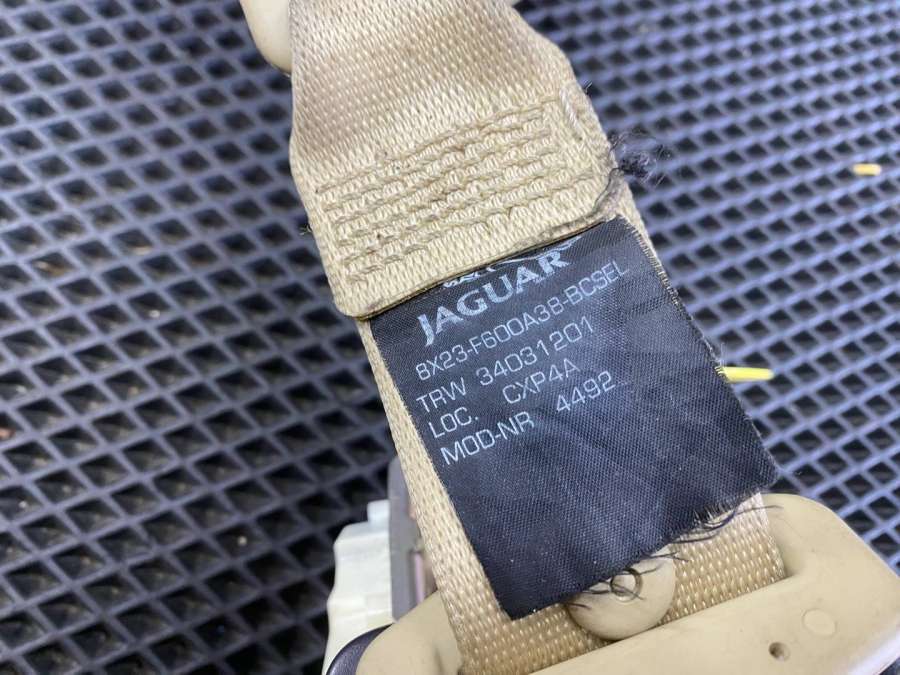 JAGUAR
8X23-F600A38-BCSEL
TRW 34031201
LOC. CXP4A
MOD-NR 4492